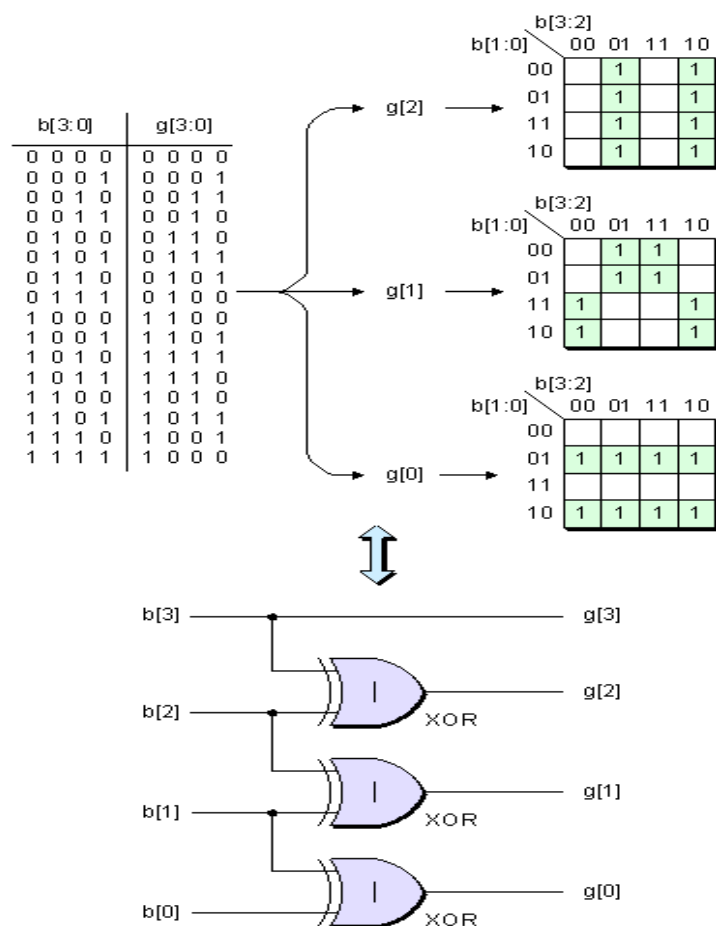 b[3:0] g[3:0]
0 0 0 0 0 0 0 0
0 0 0 1 0 0 0 1
0 0 1 0 0 0 1 1
0 0 1 1 0 0 1 0
0 1 0 0 0 1 1 0
0 1 0 1 0 1 1 1
0 1 1 0 0 1 0 1
0 1 1 1 0 1 0 0
1 0 0 0 1 1 0 0
1 0 0 1 1 1 0 1
1 0 1 0 1 1 1 1
1 0 1 1 1 1 1 0
1 1 0 0 1 0 1 0
1 1 0 1 1 0 1 1
1 1 1 0 1 0 0 1
1 1 1 1 1 0 0 0
g[2]
b[3:2]
b[1:0] 00 01 11 10
00 1 1
01 1 1
11 1 1
10 1 1
g[1]
b[3:2]
b[1:0] 00 01 11 10
00 1 1
01 1 1
11 1 1
10 1 1
g[0]
b[3:2]
b[1:0] 00 01 11 10
00
01 1 1 1 1
11
10 1 1 1 1
b[3] g[3]
| g[2]
b[2] XOR
| g[1]
b[1] XOR
| g[0]
b[0] XOR